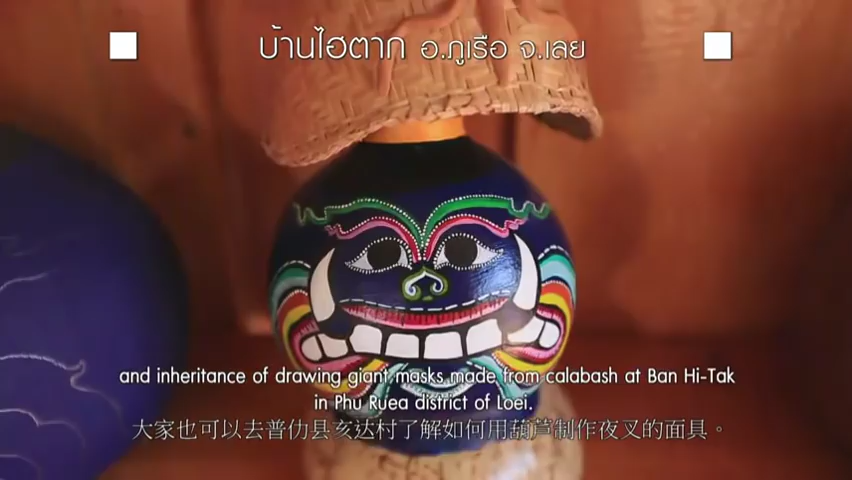 บ้านไฮตาก อ.ภูเรือ จ.เลย
and inheritance of drawing giant masks made from calabash at Ban Hi-Tak
in Phu Ruea district of Loei.
大家也可以去普仂县亥达村了解如何用葫芦制作夜叉的面具。